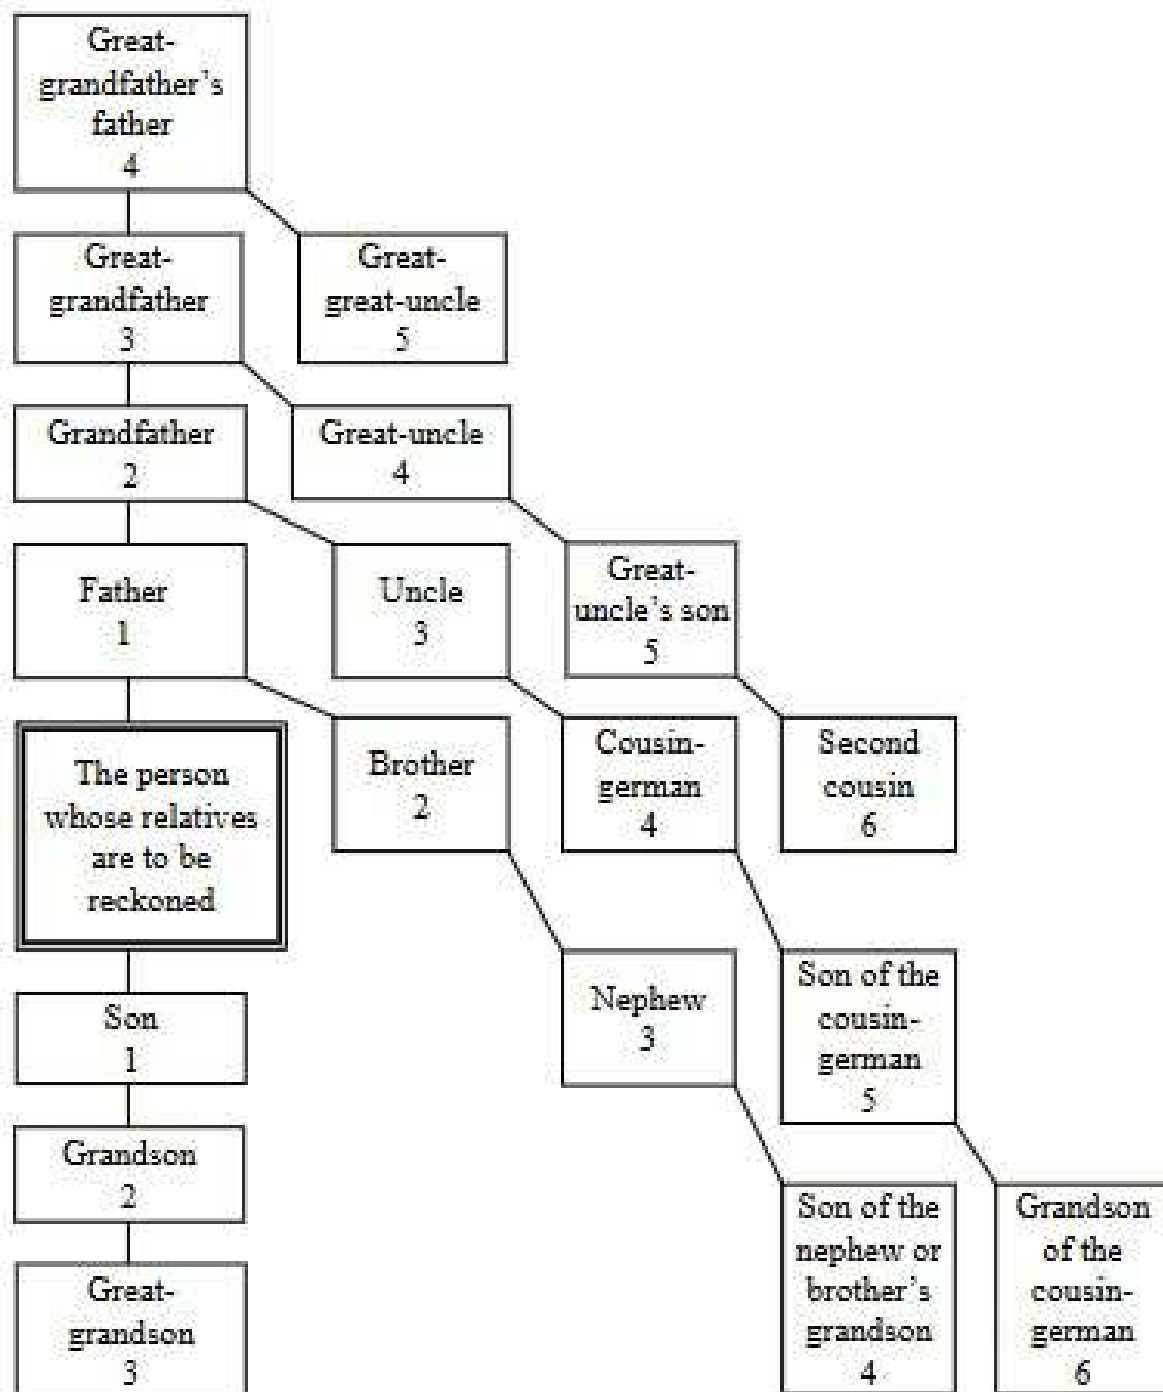 Great-
grandfather's
father
4
Great-
grandfather
3
Great-
great-uncle
5
Grandfather
2
Great-uncle
4
Father
1
Uncle
3
Great-
uncle's son
5
The person
whose relatives
are to be
reckoned
Brother
2
Cousin-
german
4
Second
cousin
6
Son
1
Nephew
3
Son of the
cousin-
german
5
Grandson
2
Great-
grandson
3
Son of the
nephew or
brother's
grandson
4
Grandson
of the
cousin-
german
6